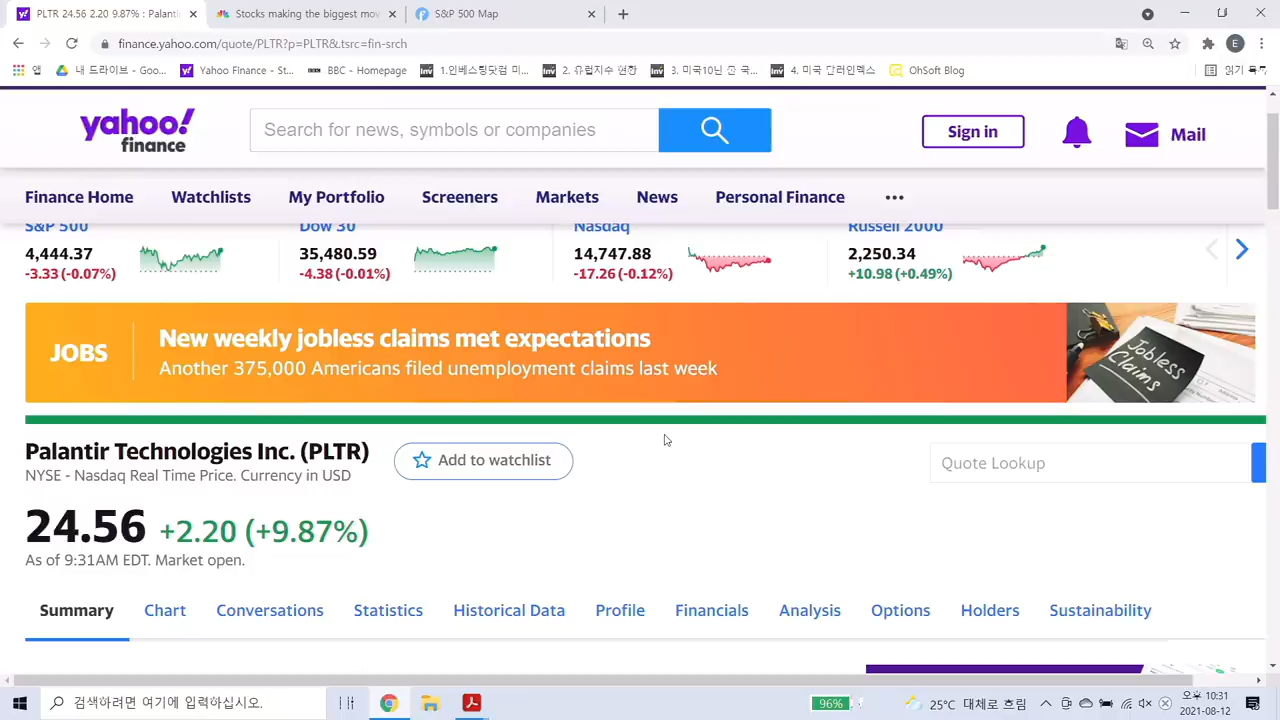 PLTR 24.56 2.20 9.87% : Palanti
Stocks making the biggest mov
S&P 500 Map
finance.yahoo.com/quote/PLTR?p=PLTR&tsrc=fin-srch
E
앱
내 드라이브 - Goo...
Yahoo Finance - St...
BBC - Homepage
1.인베스팅닷컴 미...
2. 유럽지수 현황
3. 미국10년 준 국...
4. 미국 달러인덱스
OhSoft Blog
읽기 목록
yahoo!
finance
Search for news, symbols or companies
Sign in
Mail
Finance Home
Watchlists
My Portfolio
Screeners
Markets
News
Personal Finance
S&P 500
Dow 30
Nasdaq
Russell 2000
4,444.37
35,480.59
14,747.88
2,250.34
-3.33 (-0.07%)
-4.38 (-0.01%)
-17.26 (-0.12%)
+10.98 (+0.49%)
JOBS
New weekly jobless claims met expectations
Another 375,000 Americans filed unemployment claims last week
Jobless
Claims
Palantir Technologies Inc. (PLTR)
NYSE - Nasdaq Real Time Price. Currency in USD
Add to watchlist
Quote Lookup
24.56 +2.20 (+9.87%)
As of 9:31AM EDT. Market open.
Summary
Chart
Conversations
Statistics
Historical Data
Profile
Financials
Analysis
Options
Holders
Sustainability
검색하려면 여기에 입력하십시오.
96%
25°C 대체로 흐림
오후 10:31
2021-08-12